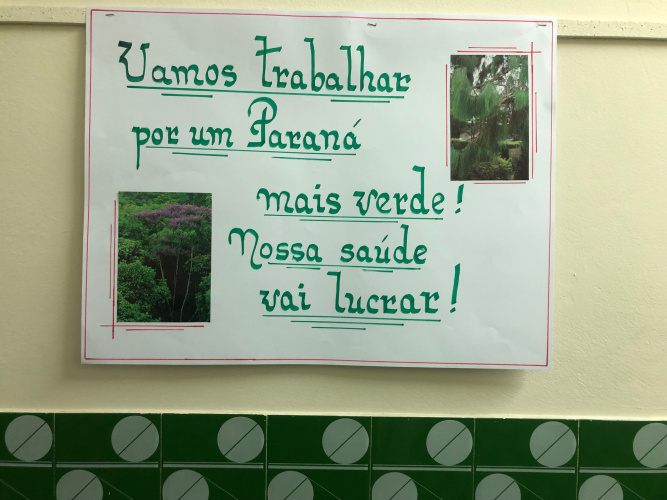 Vamos trabalhar
por um Paraná
mais verde!
Nossa saúde
vai lucrar!